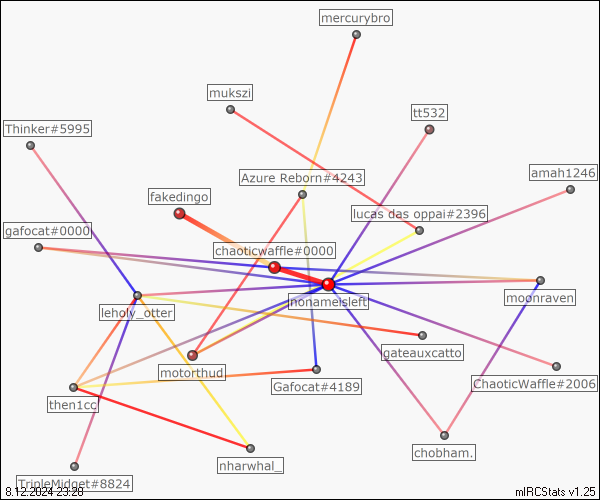 mercurybro
mukszi
tt532
Thinker#5995
amah1246
Azure Reborn#4243
fakedingo
lucas das oppai#2396
gafocat#0000
chaoticwaffle#0000
nonameisleft
moonraven
leholy_otter
gateauxcatto
motorthud
Gafocat#4189
ChaoticWaffle#2006
then1cc
chobham.
nharwhal_
TripleMidget#8824
8.12.2024 23:28
mIRCStats v1.25